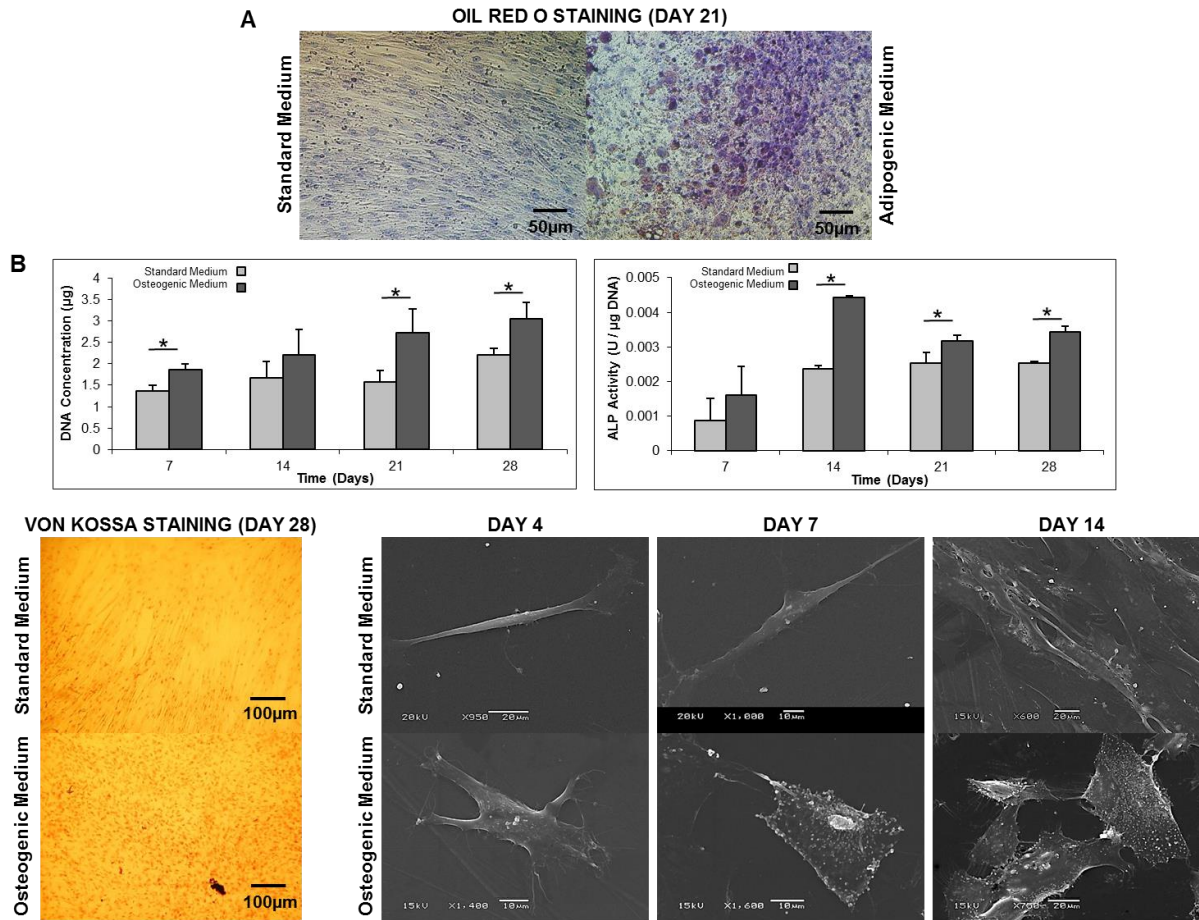 A
OIL RED O STAINING (DAY 21)
Standard Medium
50µm
50µm
Adipogenic Medium
B
Standard Medium
Osteogenic Medium
DNA Concentration (µg)
4
3.5
3
2.5
2
1.5
1
0.5
0
*
*
*
7
14
21
28
Time (Days)
Standard Medium
Osteogenic Medium
ALP Activity (U / µg DNA)
0.005
0.004
0.003
0.002
0.001
0
*
*
*
7
14
21
28
Time (Days)
VON KOSSA STAINING (DAY 28)
Standard Medium
100µm
Osteogenic Medium
100µm
DAY 4
DAY 7
DAY 14
Standard Medium
20kU X950 20µm
20kU X1,000 10µm
15kU X600 20µm
Osteogenic Medium
15kU X1,400 10µm
15kU X1,600 10µm
15kU X750 20µm